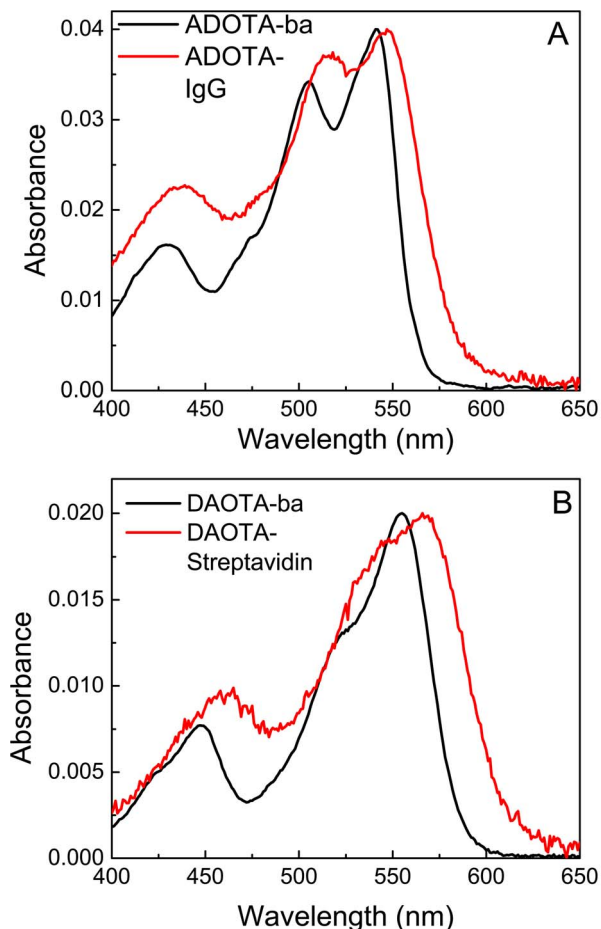 ADOTA-ba
ADOTA-
IgG
A
0.04
0.03
0.02
0.01
0.00
Absorbance
400 450 500 550 600 650
Wavelength (nm)
DAOTA-ba
DAOTA-
Streptavidin
B
0.020
0.015
0.010
0.005
0.000
Absorbance
400 450 500 550 600 650
Wavelength (nm)